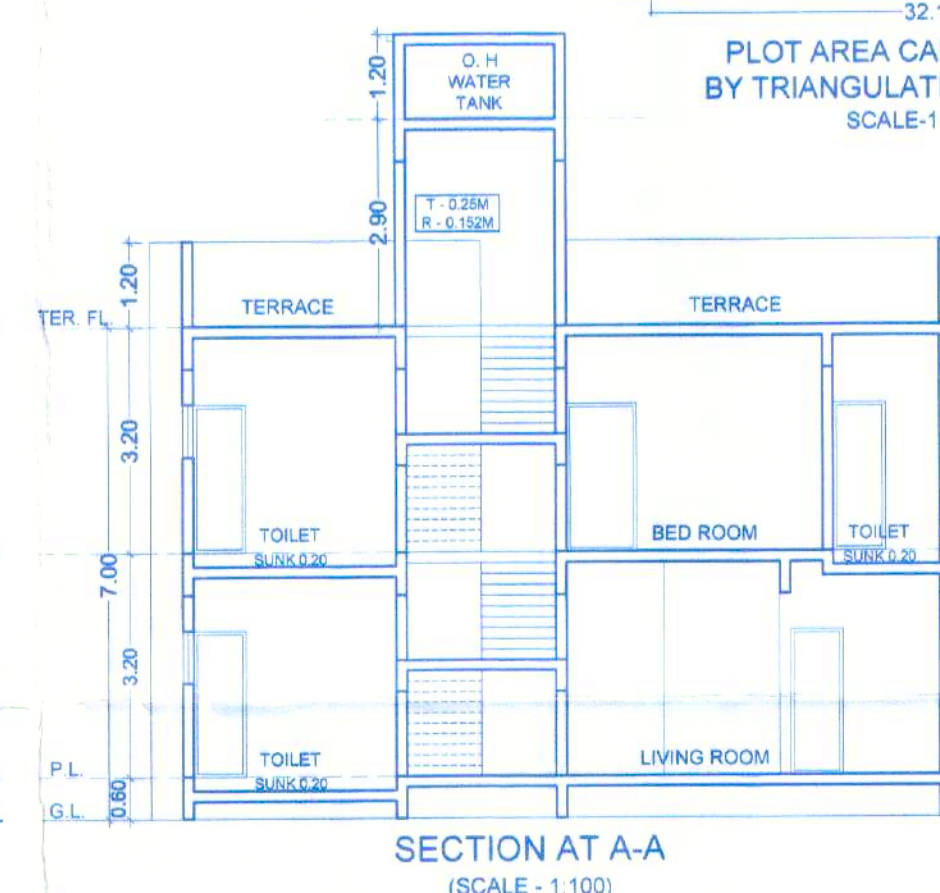 32.1
PLOT AREA CA
BY TRIANGULATI
SCALE-1
1.20
O. H
WATER
TANK
2.90
T - 0.25M
R - 0.152M
1.20
TERRACE
TERRACE
TER. FL.
3.20
7.00
TOILET
SUNK 0.20
BED ROOM
TOILET
SUNK 0.20
3.20
TOILET
SUNK 0.20
LIVING ROOM
P.L.
0.60
G.L.
SECTION AT A-A
(SCALE - 1:100)